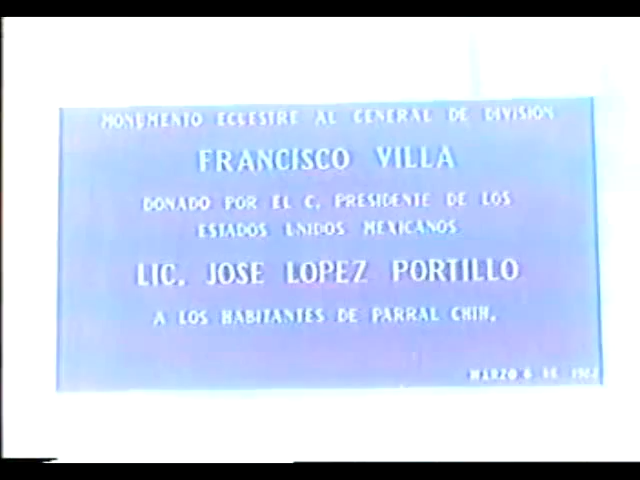 MONUMENTO ECUESTRE AL GENERAL DE DIVISION
FRANCISCO VILLA
DONADO POR EL C. PRESIDENTE DE LOS
ESTADOS UNIDOS MEXICANOS
LIC. JOSE LOPEZ PORTILLO
A LOS HABITANTES DE PARRAL CHIH.
MARZO 6 DE